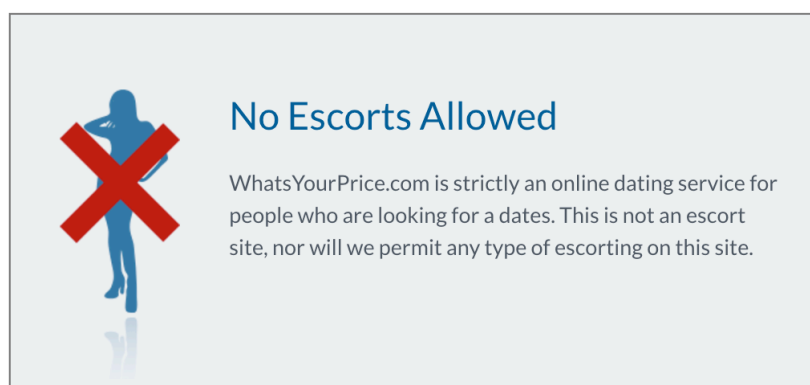 No Escorts Allowed
WhatsYourPrice.com is strictly an online dating service for
people who are looking for a dates. This is not an escort
site, nor will we permit any type of escorting on this site.